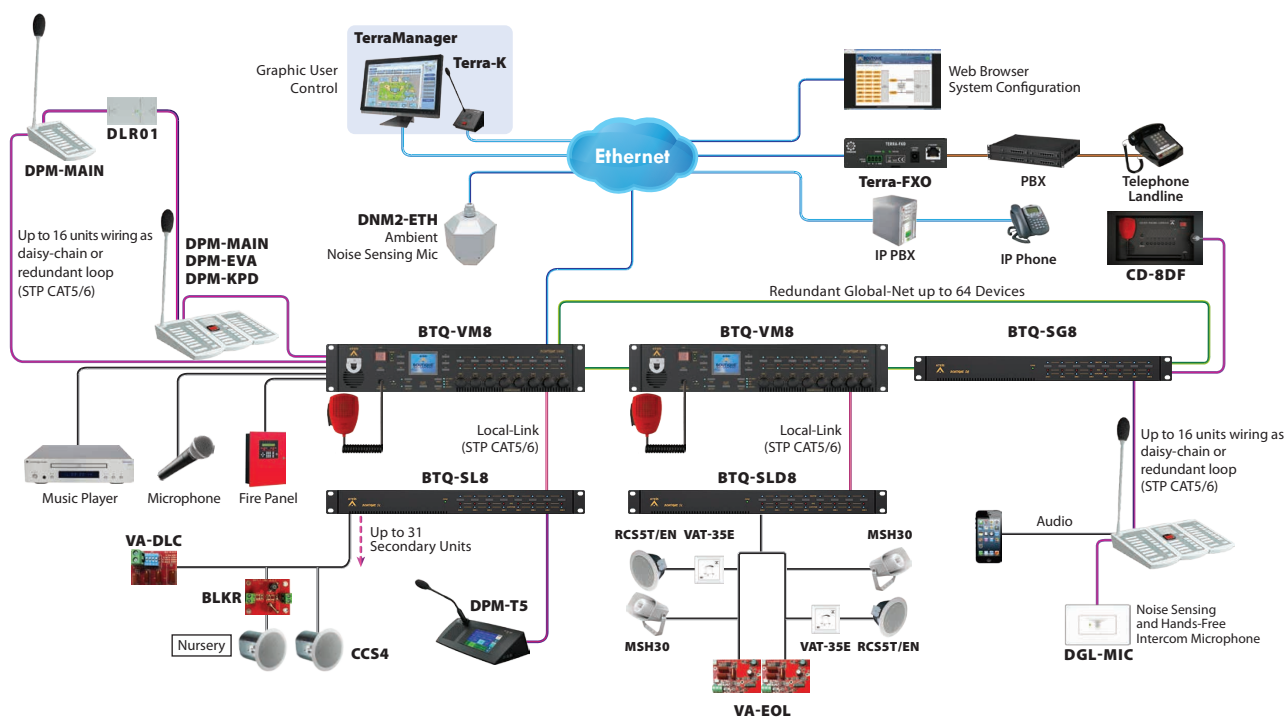 TerraManager
Terra-K
Graphic User
Control
Web Browser
System Configuration
DLR01
DPM-MAIN
Ethernet
Terra-FXO
PBX
Telephone
Landline
DNM2-ETH
Ambient
Noise Sensing Mic
IP PBX
IP Phone
CD-8DF
Up to 16 units wiring as
daisy-chain or
redundant loop
(STP CAT5/6)
DPM-MAIN
DPM-EVA
DPM-KPD
Redundant Global-Net up to 64 Devices
BTQ-VM8
BTQ-VM8
BTQ-SG8
Music Player
Microphone
Fire Panel
Local-Link
(STP CAT5/6)
Local-Link
(STP CAT5/6)
Up to 16 units wiring as
daisy-chain or
redundant loop
(STP CAT5/6)
BTQ-SL8
BTQ-SLD8
Up to 31
Secondary Units
VA-DLC
BLKR
Nursery
CCS4
DPM-T5
RCS5T/EN
VAT-35E
MSH30
MSH30
VAT-35E
RCS5T/EN
VA-EOL
Audio
Noise Sensing
and Hands-Free
Intercom Microphone
DGL-MIC